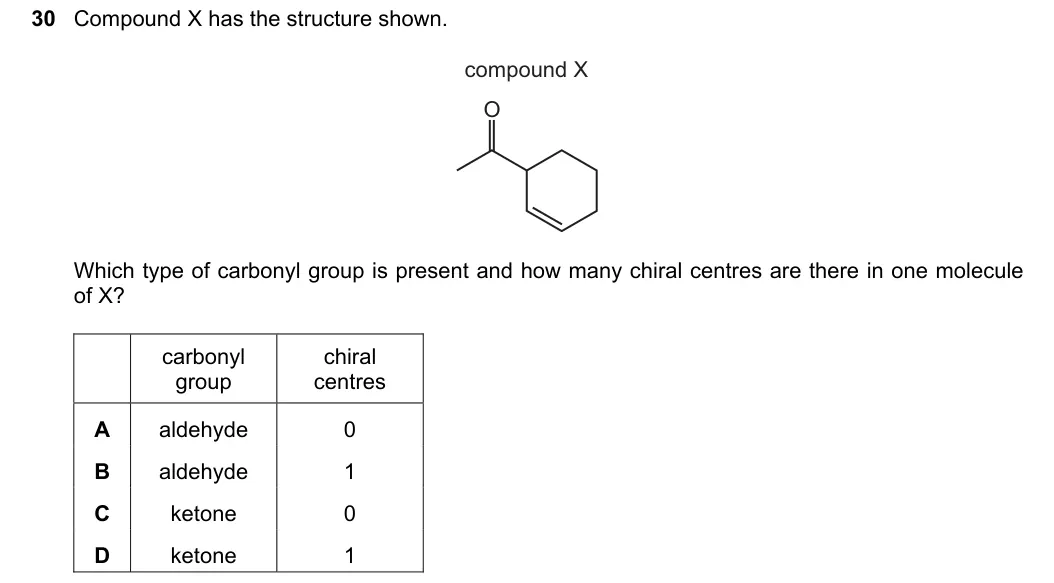 30 Compound X has the structure shown.
compound X
O
Which type of carbonyl group is present and how many chiral centres are there in one molecule
of X?
carbonyl group chiral centres
A aldehyde 0
B aldehyde 1
C ketone 0
D ketone 1